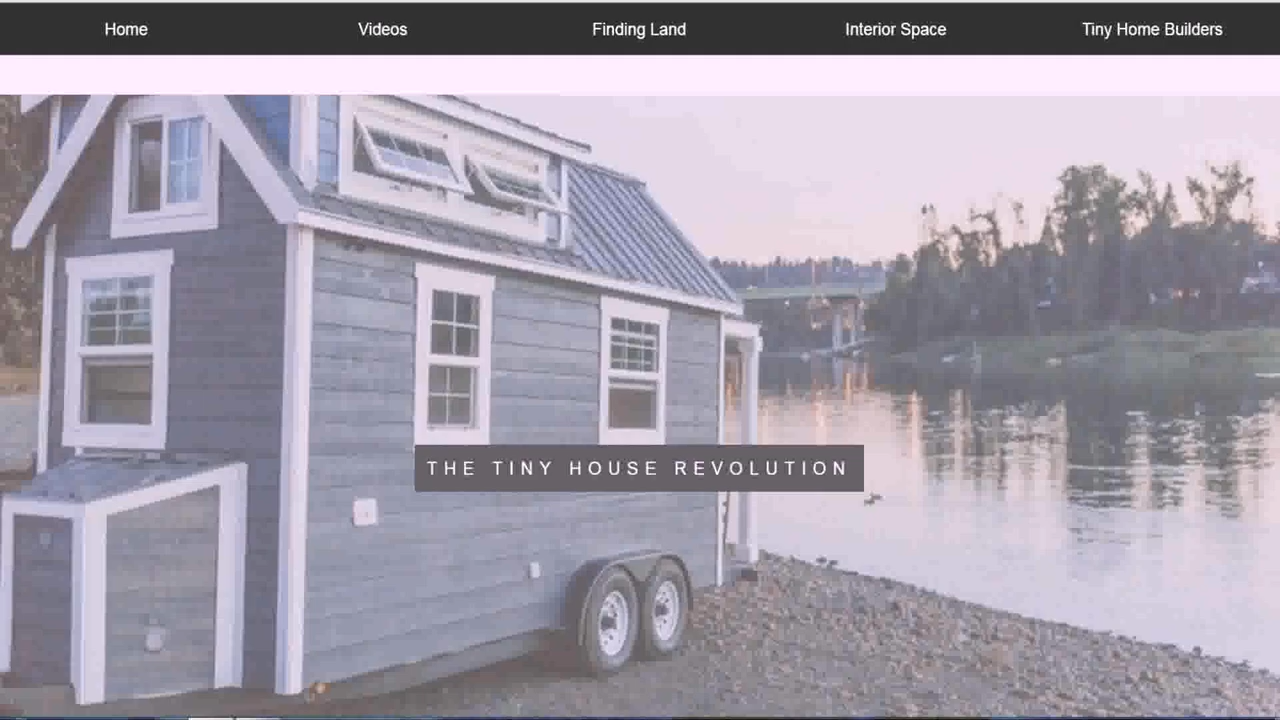 Home Videos Finding Land Interior Space Tiny Home Builders
THE TINY HOUSE REVOLUTION